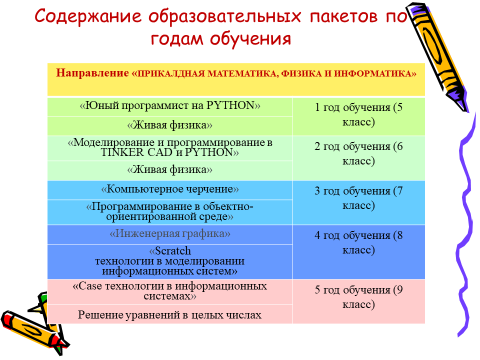 Содержание образовательных пакетов по
годам обучения
Направление «ПРИКАЛДНАЯ МАТЕМАТИКА, ФИЗИКА И ИНФОРМАТИКА»
«Юный программист на PYTHON»
1 год обучения (5
класс)
«Живая физика»
«Моделирование и программирование в
TINKER CAD и PYTHON»
2 год обучения (6
класс)
«Живая физика»
«Компьютерное черчение»
3 год обучения (7
класс)
«Программирование в обьектно-
ориентированной среде»
«Инженерная графика»
4 год обучения (8
класс)
«Scratch
технологии в моделировании
информационных систем»
«Case технологии в информационных
системах»
5 год обучения (9
класс)
Решение уравнений в целых числах